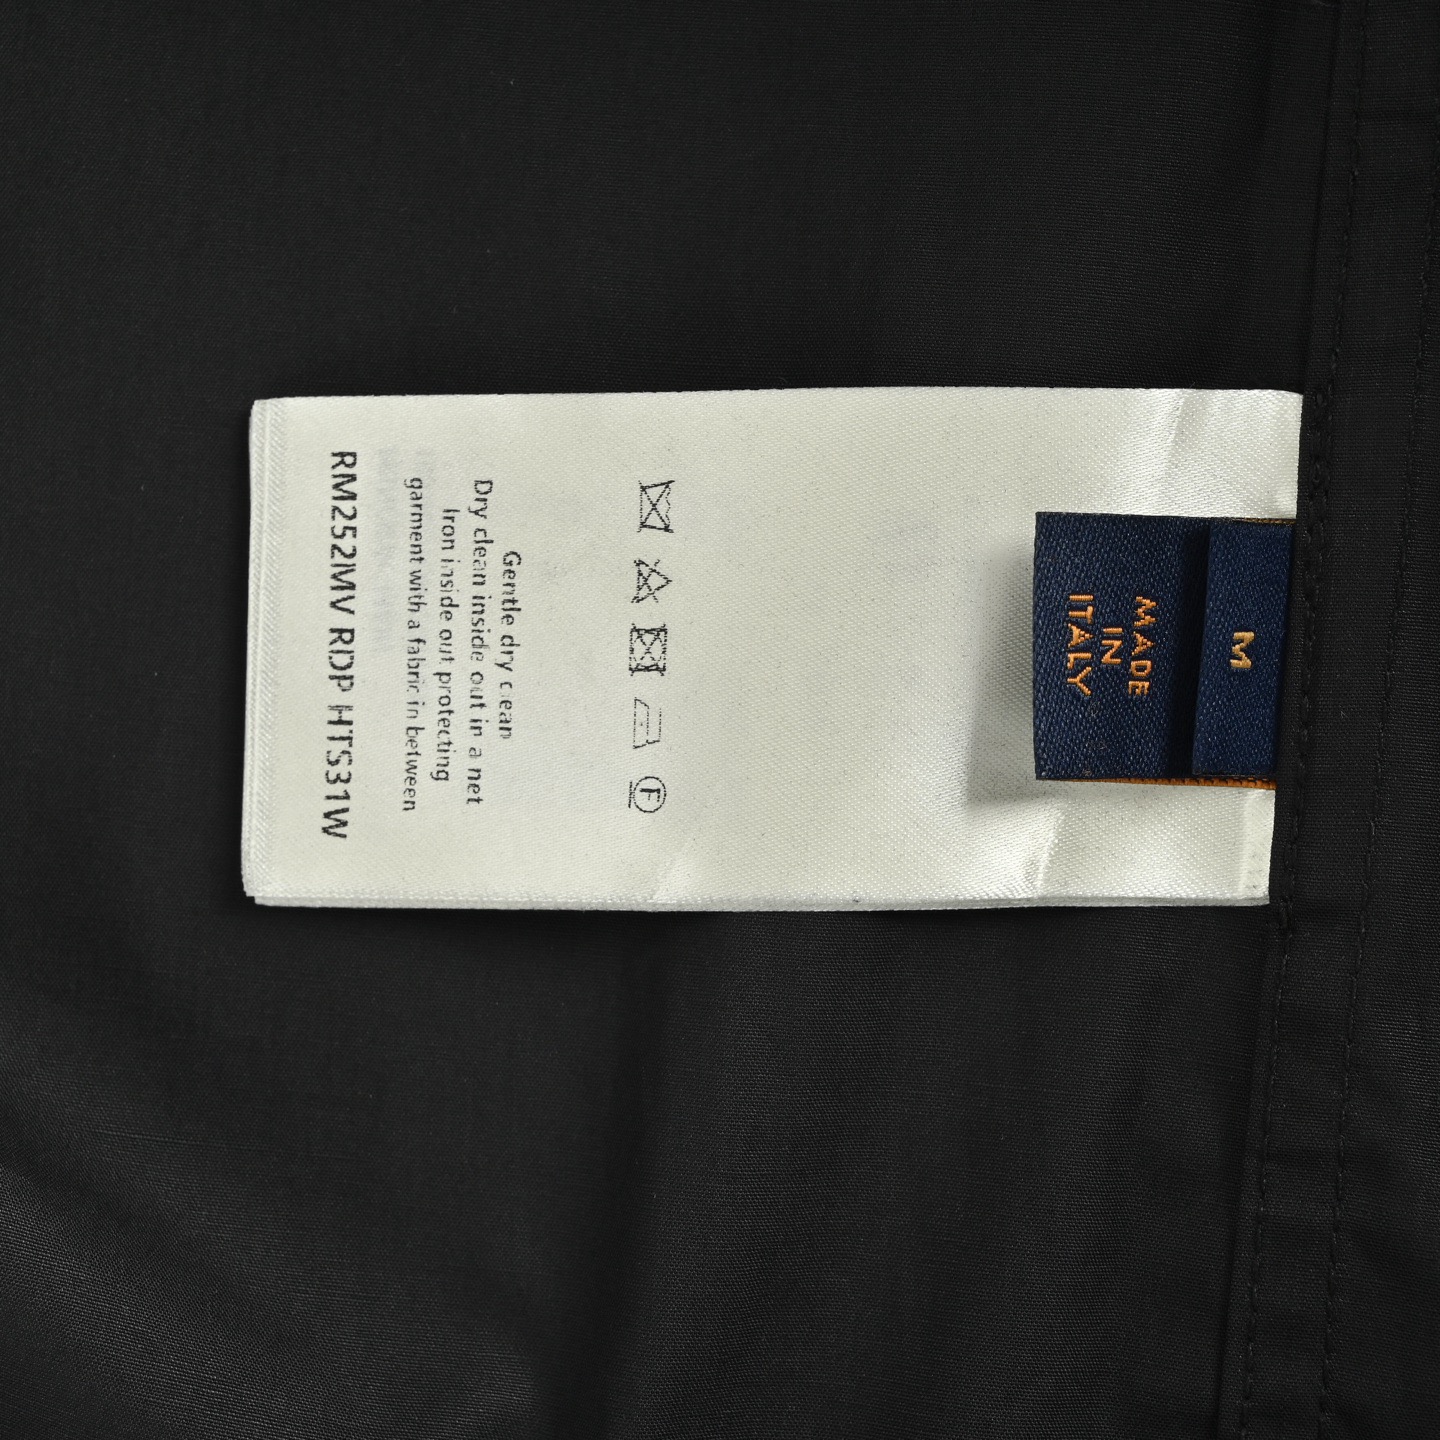 M
MADE
IN
ITALY
F
Gentle dry clean
Dry clean inside out in a net
Iron inside out protecting
garment with a fabric in between
RM252MV RDP HTS31W